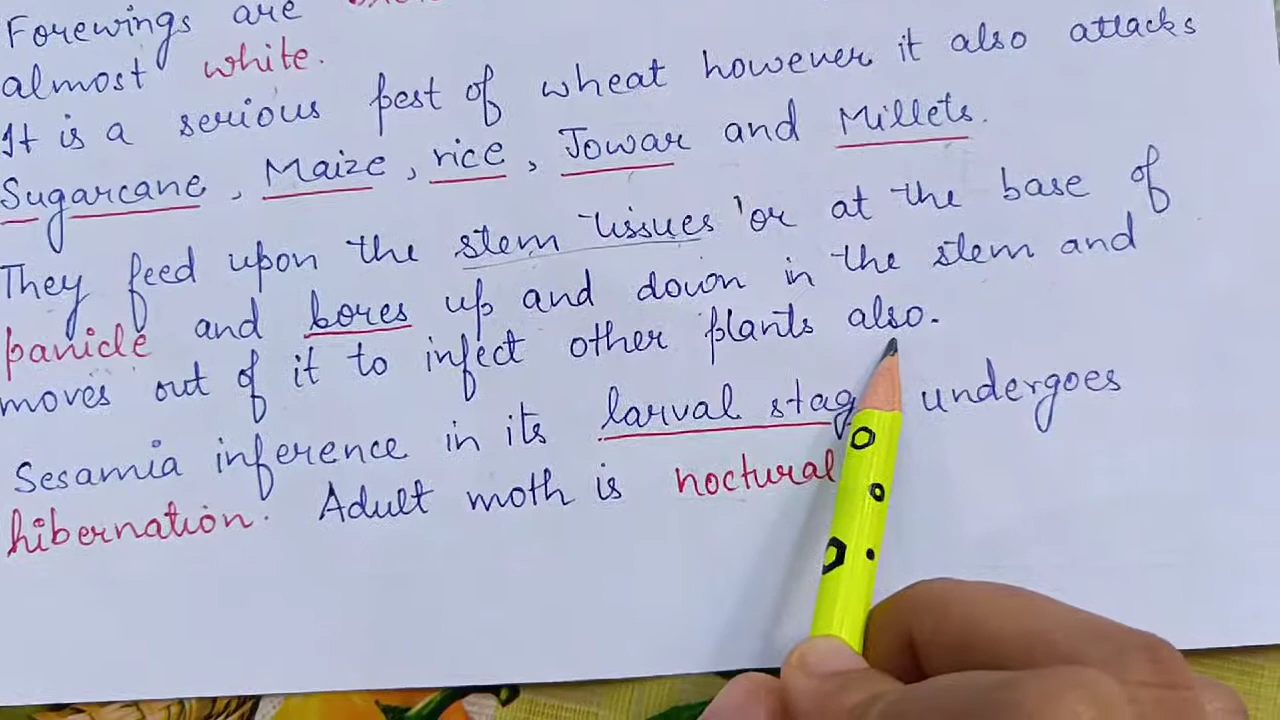 Forewings are
almost white.
It is a serious pest of wheat however it also attacks
Sugarcane, Maize, rice, Jowar and Millets.
They feed upon the stem tissues or at the base of
panicle and bores up and down in the stem and
moves out of it to infect other plants also.
Sesamia inference in its larval stag undergoes
hibernation. Adult moth is noctural